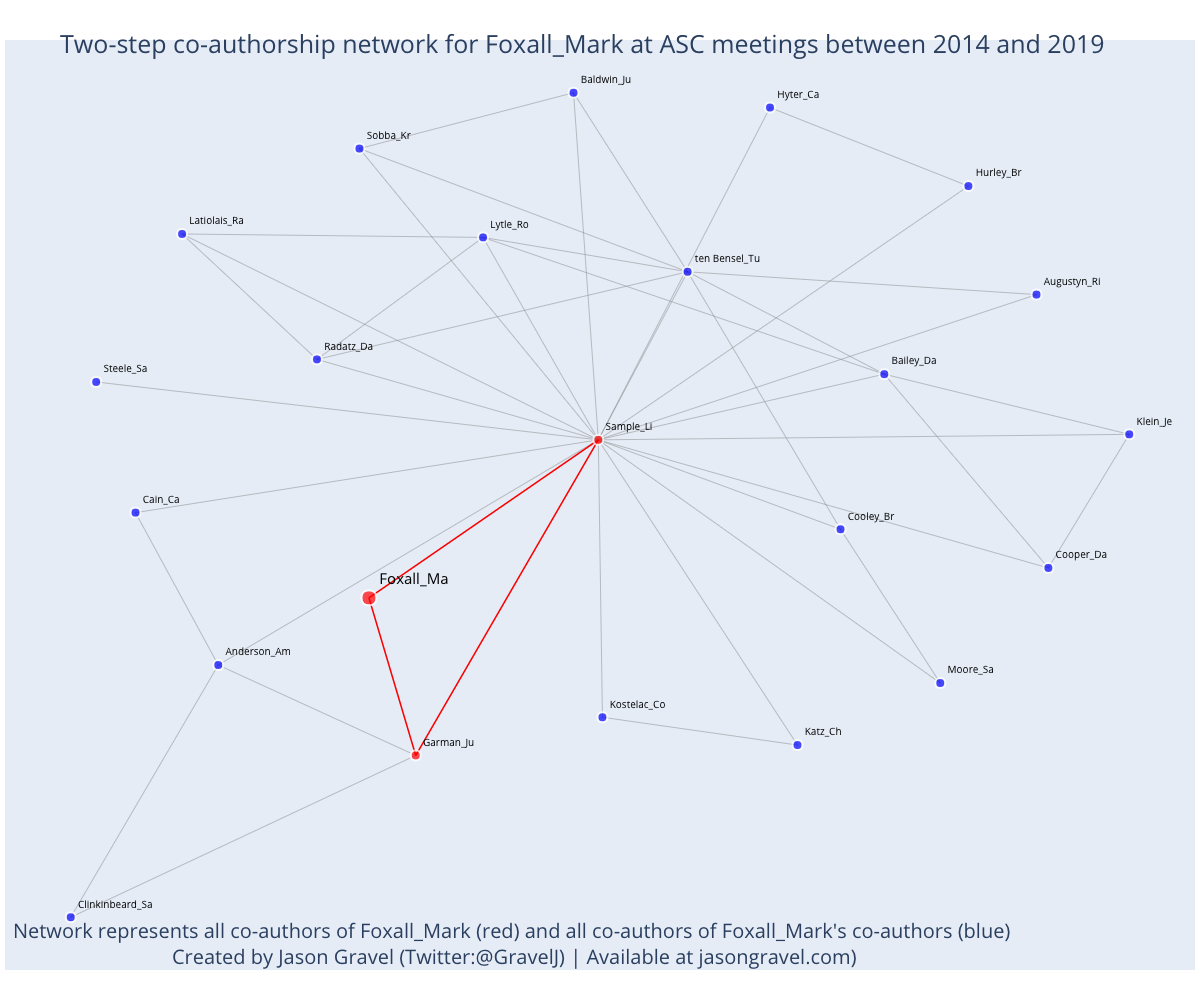 Two-step co-authorship network for Foxall_Mark at ASC meetings between 2014 and 2019
Baldwin_Ju
Hyter_Ca
Sobba_Kr
Hurley_Br
Latiolais_Ra
Lytle_Ro
ten Bensel_Tu
Augustyn_Ri
Radatz_Da
Bailey_Da
Steele_Sa
Sample_Li
Klein_Je
Cain_Ca
Cooley_Br
Cooper_Da
Foxall_Ma
Anderson_Am
Moore_Sa
Kostelac_Co
Katz_Ch
Garman_Ju
Clinkinbeard_Sa
Network represents all co-authors of Foxall_Mark (red) and all co-authors of Foxall_Mark's co-authors (blue)
Created by Jason Gravel (Twitter:@GravelJ) | Available at jasongravel.com)